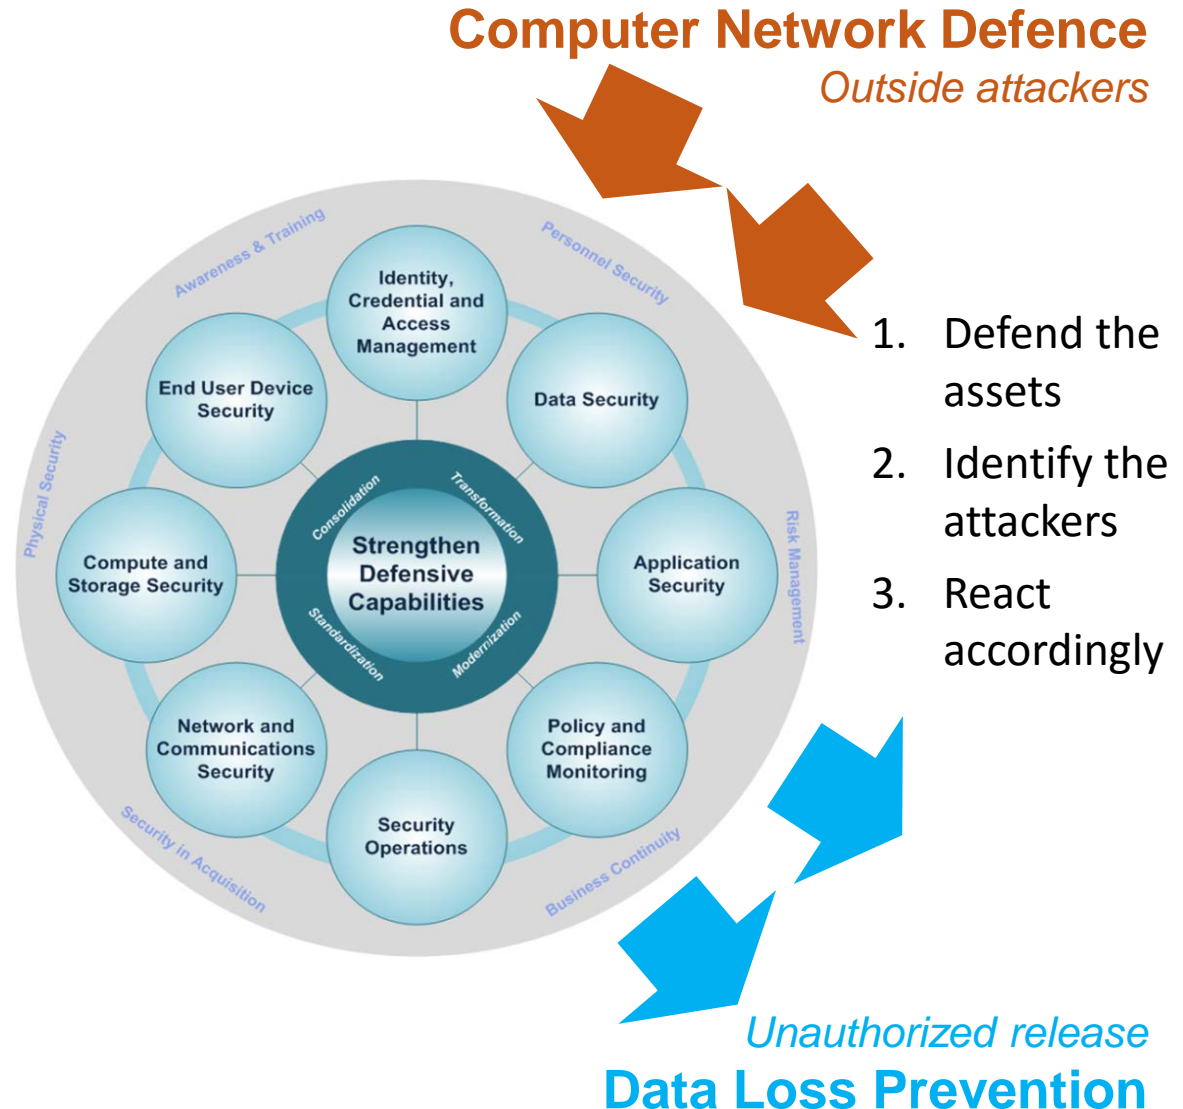 Computer Network Defence
Outside attackers
Awareness & Training
Personnel Security
Identity,
Credential and
Access
Management
End User Device
Security
Data Security
Physical Security
Consolidation
Transformation
Risk Management
Compute and
Storage Security
Strengthen
Defensive
Capabilities
Application
Security
Standardization
Modernization
Network and
Communications
Security
Policy and
Compliance
Monitoring
Security
Operations
Security in Acquisition
Business Continuity
1. Defend the
assets
2. Identify the
attackers
3. React
accordingly
Unauthorized release
Data Loss Prevention